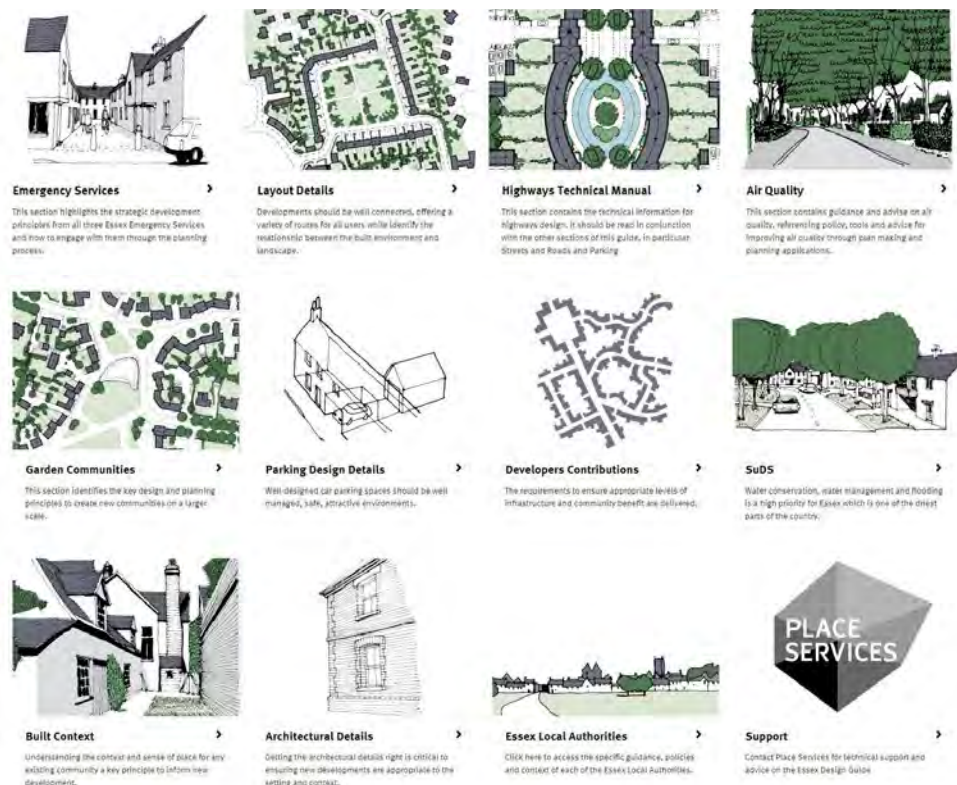 Emergency Services
This section highlights the strategic development
principles from all three Essex Emergency Services
and how to engage with them through the planning
process.
Layout Details
Developments should be well connected, offering a
variety of routes for all users while identify the
relationship between the built environment and
landscape.
Highways Technical Manual
This section contains the technical information for
highways design, it should be read in conjunction
with the other sections of this guide, in particular
Streets and Roads and Parking
Air Quality
This section contains guidance and advise on air
quality, referencing policy, tools and advice for
improving air quality through plan making and
planning applications.
Garden Communities
This section identifies the key design and planning
principles to create new communities on a larger
scale.
Parking Design Details
Well-designed car parking spaces should be well
managed, safe, attractive environments.
Developers Contributions
The requirements to ensure appropriate levels of
infrastructure and community benefit are delivered.
SuDS
Water conservation, water management and flooding
is a high priority for Essex which is one of the driest
parts of the country.
Built Context
Understanding the context and sense of place for any
existing community a key principle to inform new
development.
Architectural Details
Getting the architectural details right is critical to
ensuring new developments are appropriate to the
setting and context.
Essex Local Authorities
Click here to access the specific guidance, policies
and context of each of the Essex Local Authorities.
PLACE
SERVICES
Support
Contact Place Services for technical support and
advice on the Essex Design Guide